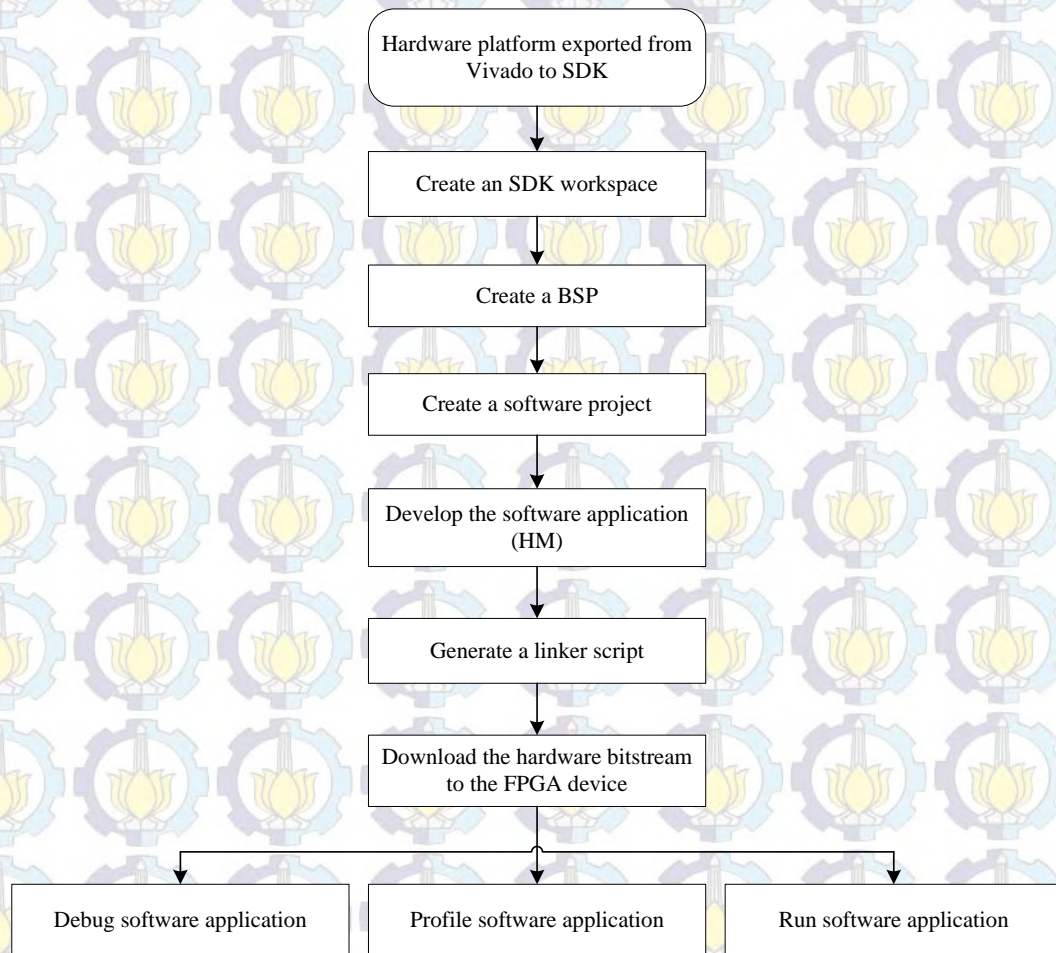 Hardware platform exported from
Vivado to SDK
Create an SDK workspace
Create a BSP
Create a software project
Develop the software application
(HM)
Generate a linker script
Download the hardware bitstream
to the FPGA device
Debug software application
Profile software application
Run software application